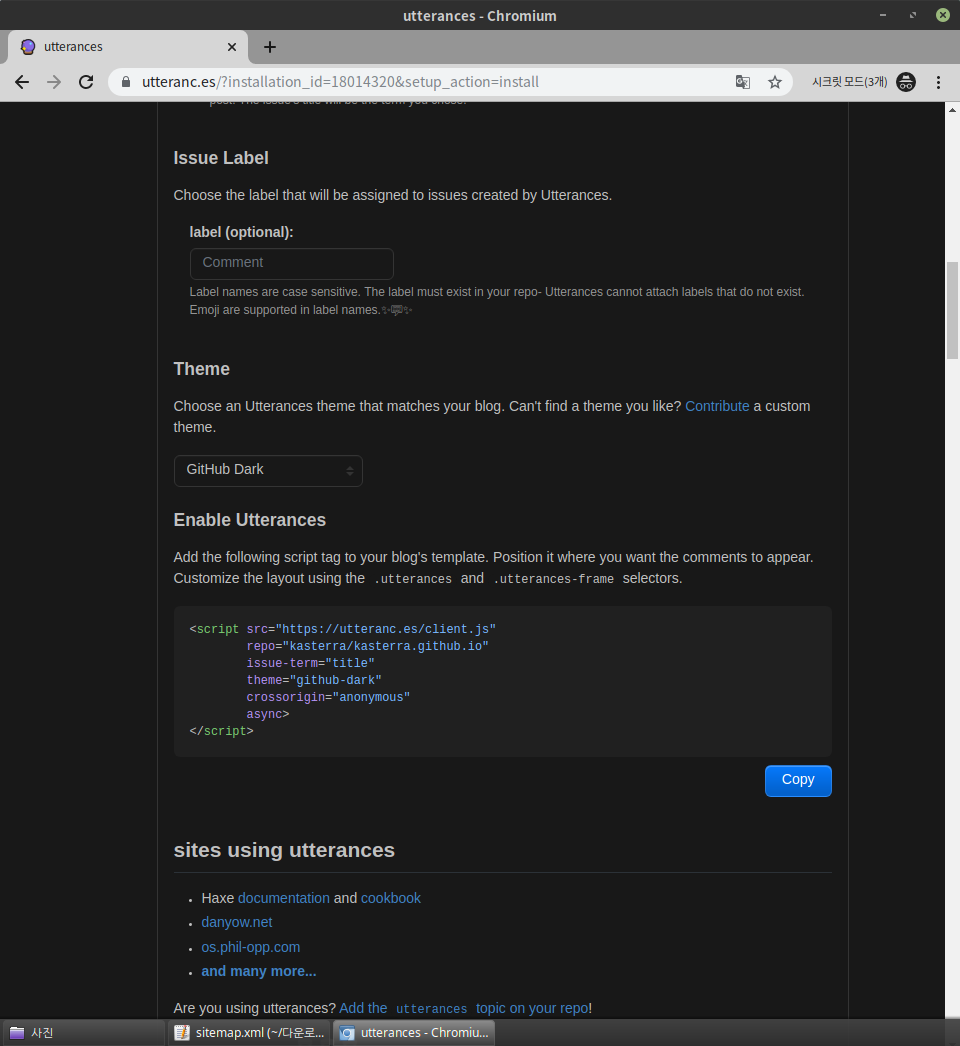 utterances - Chromium
utterances
utteranc.es/?installation_id=18014320&setup_action=install
시크릿 모드(3개)
post. The issue's title will be the term you chose.
Issue Label
Choose the label that will be assigned to issues created by Utterances.
label (optional):
Comment
Label names are case sensitive. The label must exist in your repo- Utterances cannot attach labels that do not exist.
Emoji are supported in label names.✨💬✨
Theme
Choose an Utterances theme that matches your blog. Can't find a theme you like? Contribute a custom
theme.
GitHub Dark
Enable Utterances
Add the following script tag to your blog's template. Position it where you want the comments to appear.
Customize the layout using the .utterances and .utterances-frame selectors.
<script src="https://utteranc.es/client.js"
repo="kasterra/kasterra.github.io"
issue-term="title"
theme="github-dark"
crossorigin="anonymous"
async>
</script>
Copy
sites using utterances
• Haxe documentation and cookbook
• danyow.net
• os.phil-opp.com
• and many more...
Are you using utterances? Add the utterances topic on your repo!
사진
sitemap.xml (~/다운로...
utterances - Chromiu...